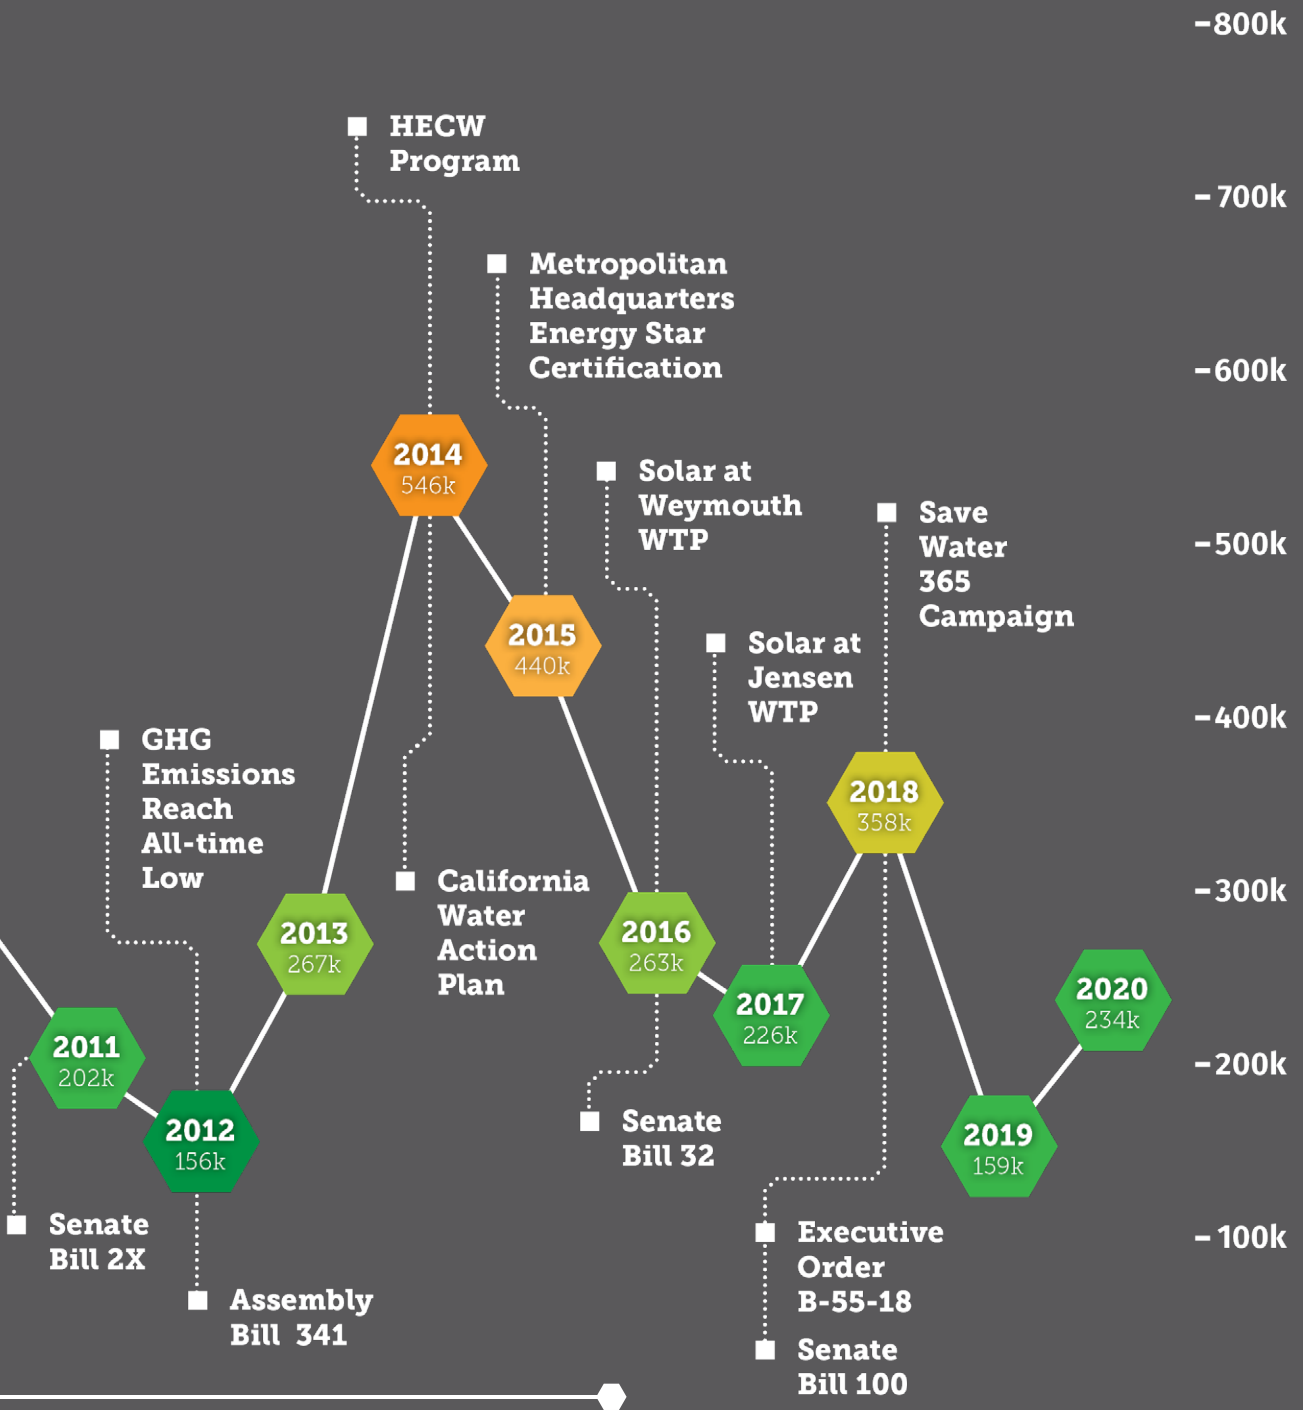 -800k
HECW
Program
-700k
Metropolitan
Headquarters
Energy Star
Certification
-600k
2014
546k
Solar at
Weymouth
WTP
Save
Water
365
Campaign
-500k
2015
440k
Solar at
Jensen
WTP
-400k
GHG
Emissions
Reach
All-time
Low
2018
358k
California
Water
Action
Plan
-300k
2013
267k
2016
263k
2017
226k
2020
234k
2011
202k
-200k
2012
156k
Senate
Bill 32
2019
159k
Senate
Bill 2X
Executive
Order
B-55-18
-100k
Assembly
Bill 341
Senate
Bill 100